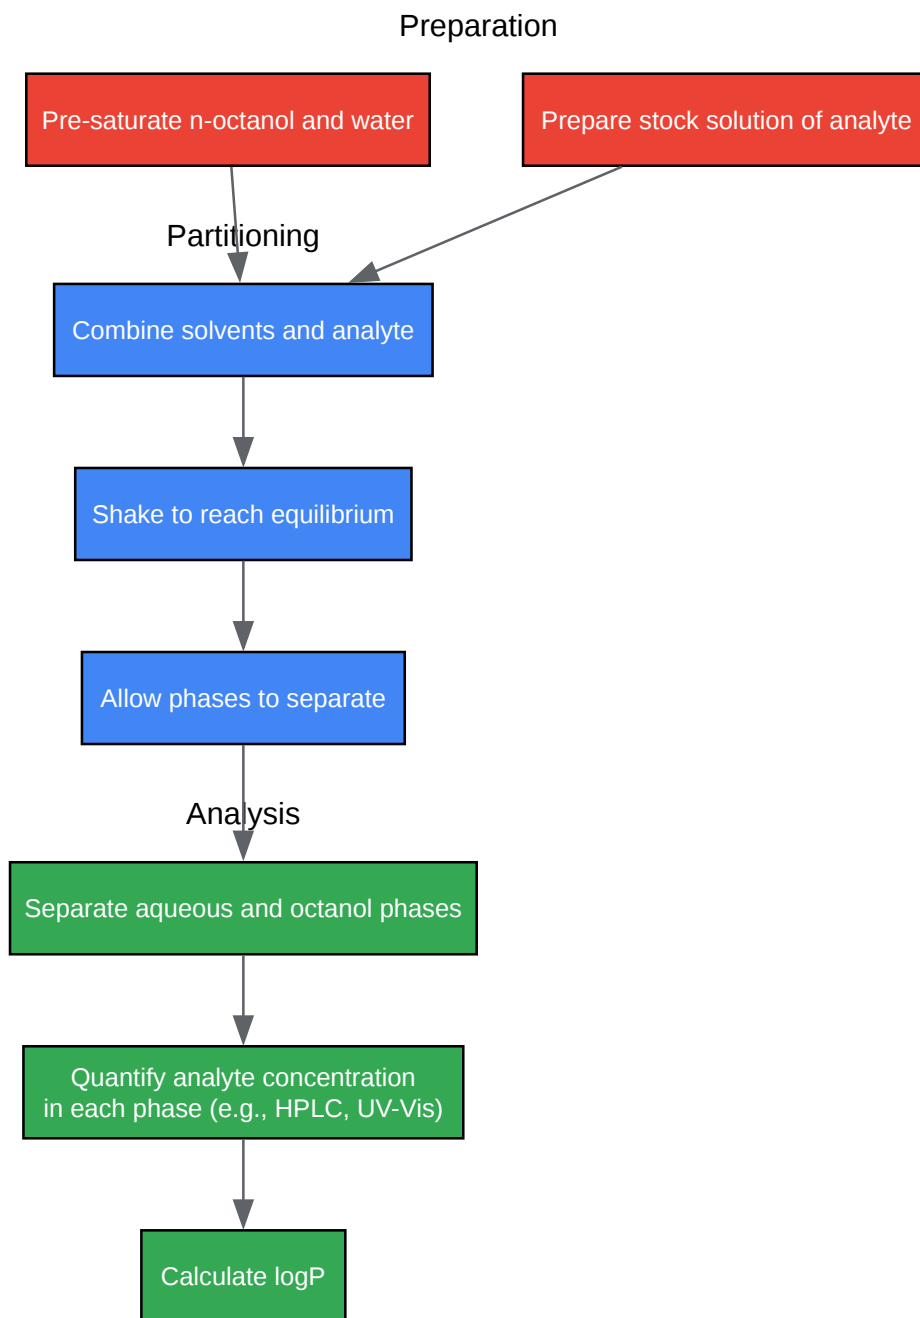 Preparation
Pre-saturate n-octanol and water
Prepare stock solution of analyte
Partitioning
Combine solvents and analyte
Shake to reach equilibrium
Allow phases to separate
Analysis
Separate aqueous and octanol phases
Quantify analyte concentration
in each phase (e.g., HPLC, UV-Vis)
Calculate logP